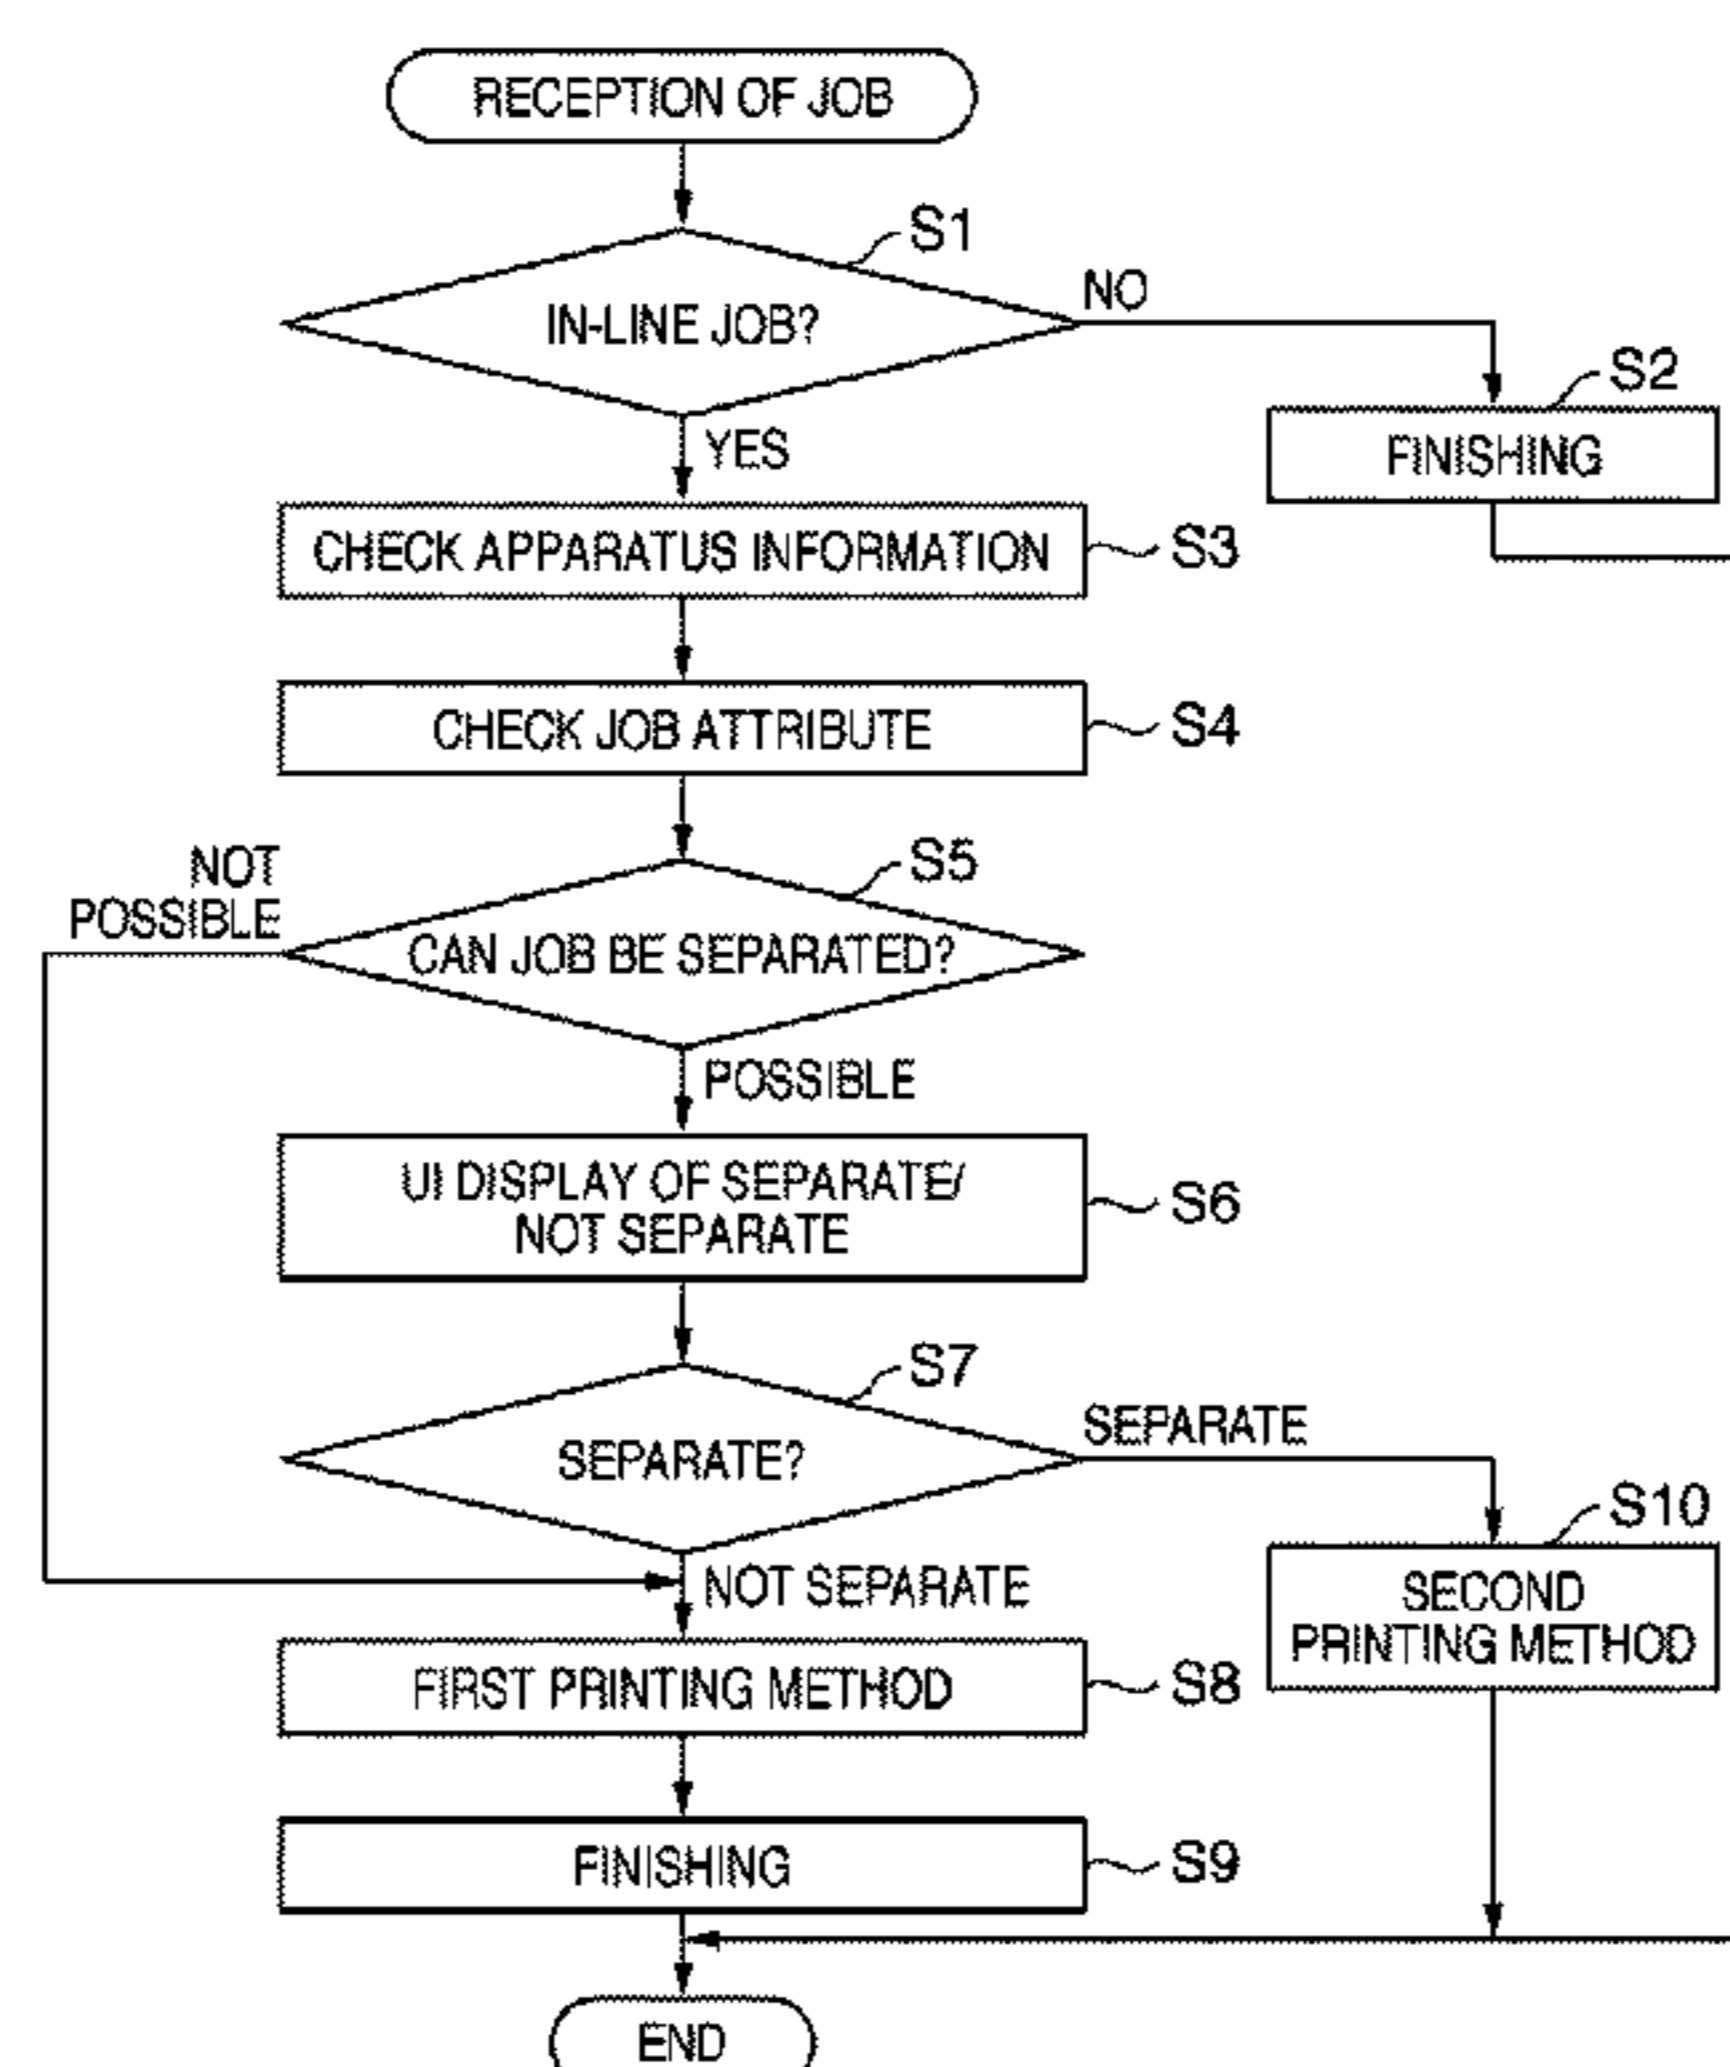 RECEPTION OF JOB
S1
IN-LINE JOB?
NO
YES
S2
FINISHING
CHECK APPARATUS INFORMATION
S3
CHECK JOB ATTRIBUTE
S4
NOT
POSSIBLE
S5
CAN JOB BE SEPARATED?
POSSIBLE
UI DISPLAY OF SEPARATE/
NOT SEPARATE
S6
S7
SEPARATE?
SEPARATE
NOT SEPARATE
S10
SECOND
PRINTING METHOD
FIRST PRINTING METHOD
S8
FINISHING
S9
END